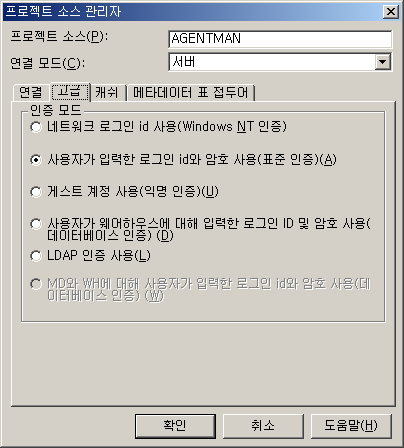 프로젝트 소스 관리자
프로젝트 소스(P):
AGENTMAN
연결 모드(C):
서버
연결 고급 캐쉬 메타데이터 표 접두어
인증 모드
네트워크 로그인 id 사용(Windows NT 인증)
사용자가 입력한 로그인 id와 암호 사용(표준 인증)(A)
게스트 계정 사용(익명 인증)(U)
사용자가 웨어하우스에 대해 입력한 로그인 ID 및 암호 사용(
데이터베이스 인증) (D)
LDAP 인증 사용(L)
MD와 WH에 대해 사용자가 입력한 로그인 id와 암호 사용(데
이터베이스 인증) (W)
확인 취소 도움말(H)